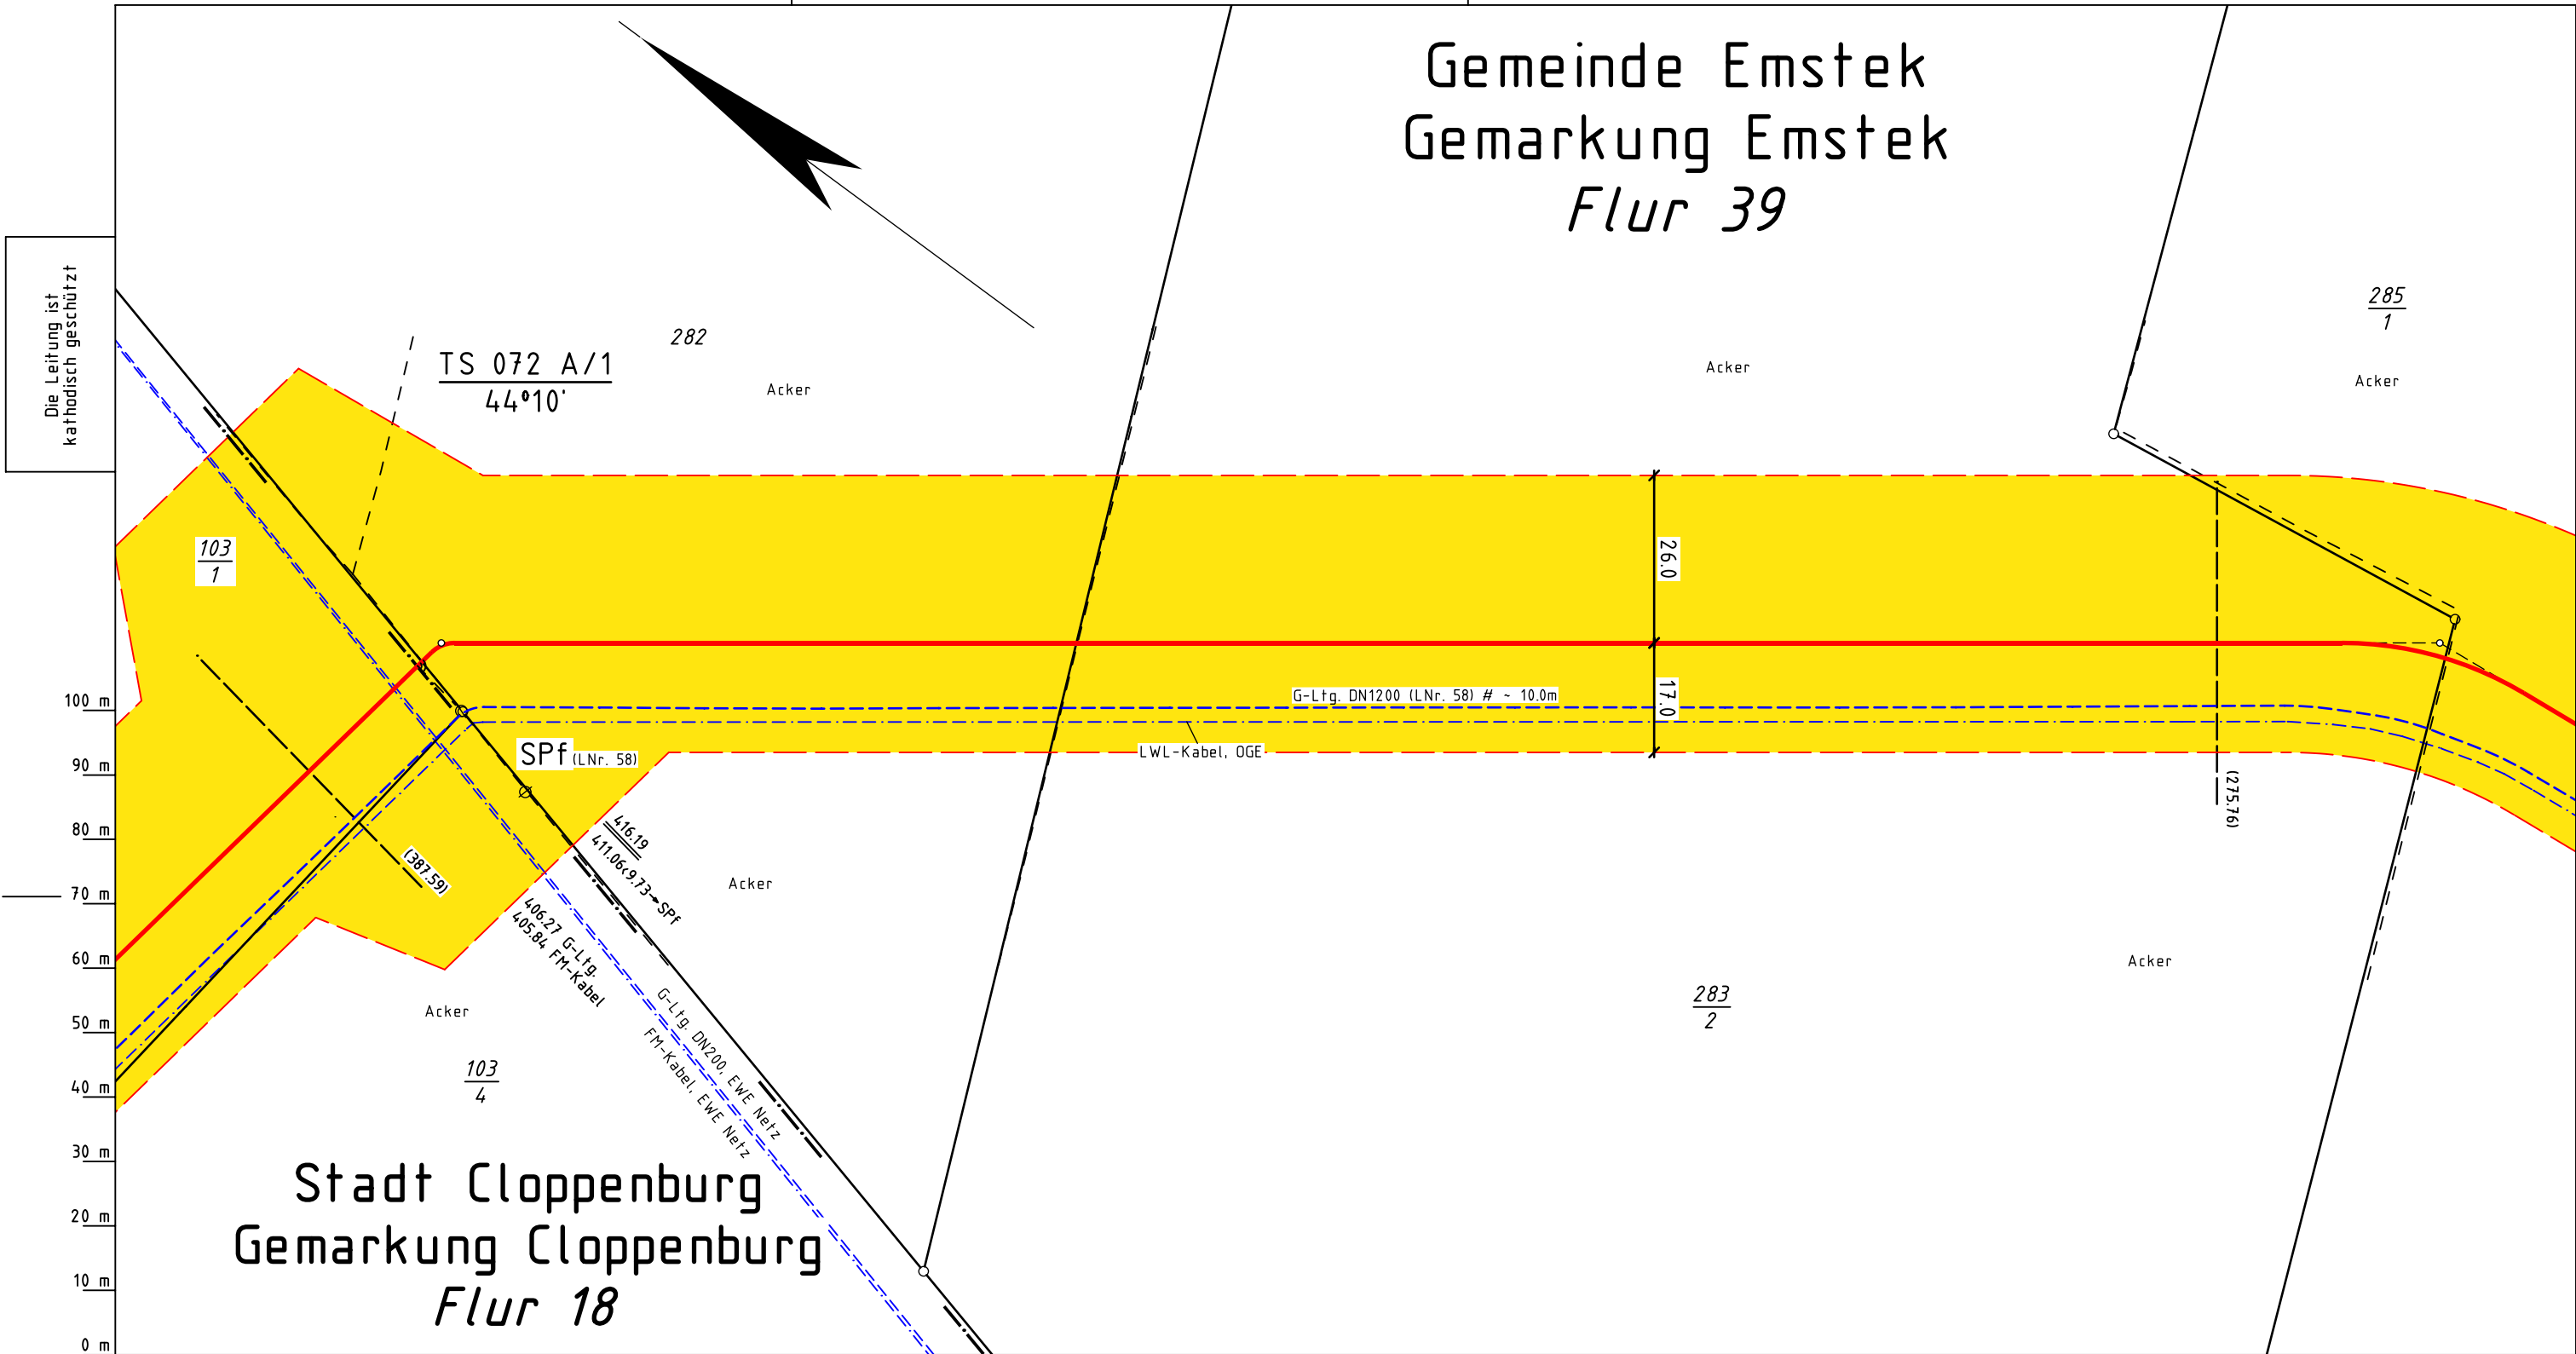 Gemeinde Emstek
Gemarkung Emstek
Flur 39
Die Leitung ist
kathodisch geschützt
282
TS 072 A/1
44°10'
Acker
Acker
285
1
Acker
103
1
26.0
17.0
G-Ltg. DN1200 (LNr. 58) # ~ 10.0m
LWL-Kabel, OGE
SPf (LNr. 58)
(275.76)
(387.59)
416.19
411.06<9.73→SPf
406.27 G-Ltg.
405.84 FM-Kabel
Acker
Acker
283
2
Acker
103
4
G-Ltg. DN200, EWE Netz
FM-Kabel, EWE Netz
100 m
90 m
80 m
70 m
60 m
50 m
40 m
30 m
20 m
10 m
0 m
Stadt Cloppenburg
Gemarkung Cloppenburg
Flur 18